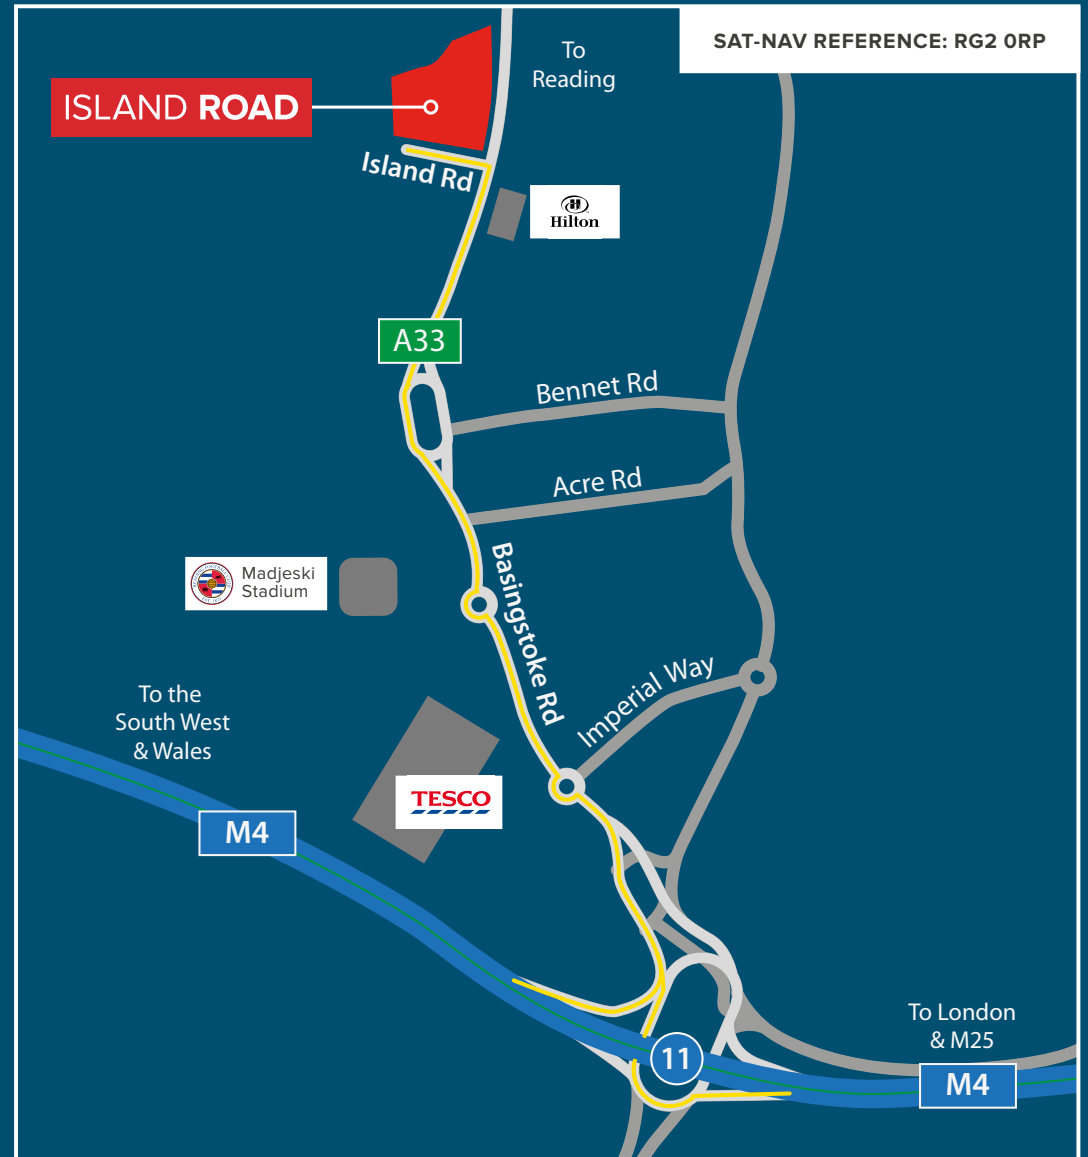 SAT-NAV REFERENCE: RG2 0RP
To
Reading
ISLAND ROAD
Island Rd
Hilton
A33
Bennet Rd
Acre Rd
Madjeski
Stadium
Basingstoke Rd
Imperial Way
To the
South West
& Wales
TESCO
M4
To London
& M25
11
M4